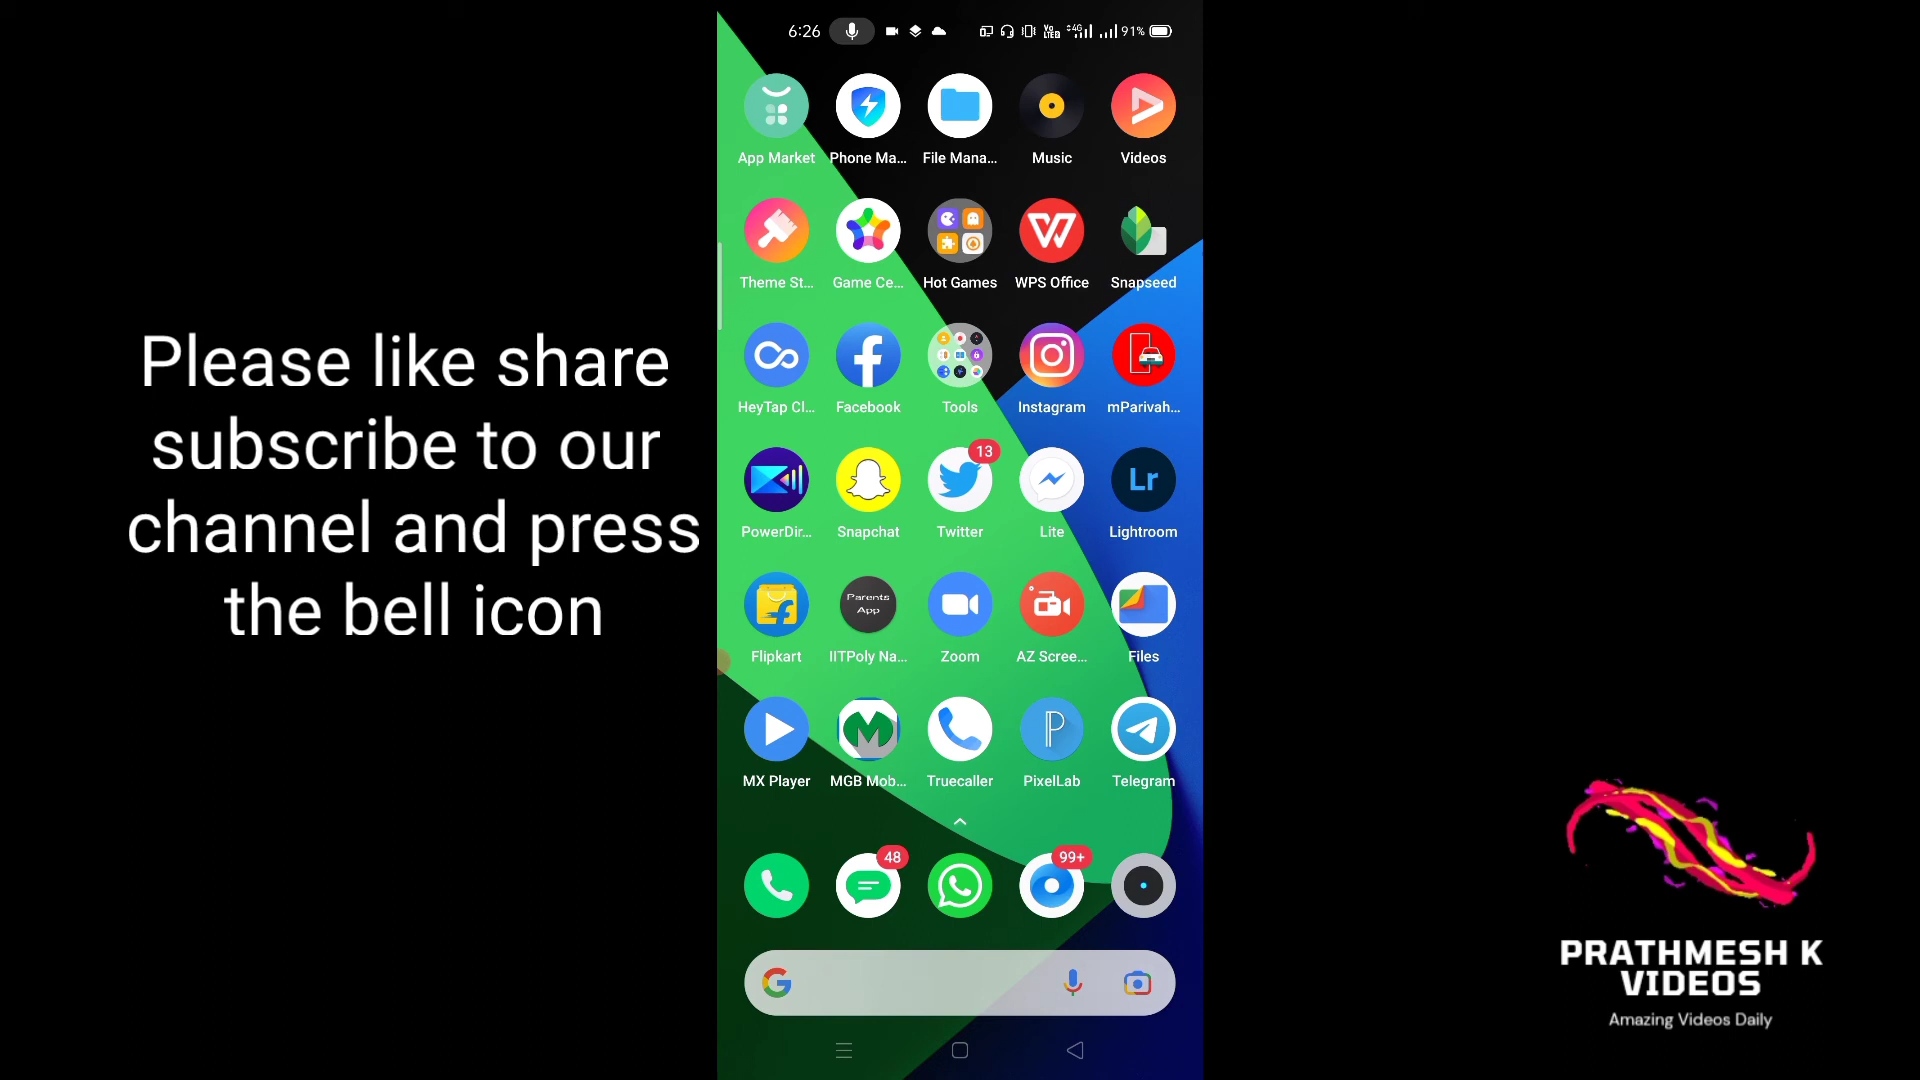 6:26
VoLTE 4G 91%
App Market Phone Ma... File Mana... Music Videos
Theme St... Game Ce... Hot Games WPS Office Snapseed
HeyTap Cl... Facebook Tools Instagram mParivah...
13
Lr
PowerDir... Snapchat Twitter Lite Lightroom
Parents
App
Flipkart IITPoly Na... Zoom AZ Scree... Files
MX Player MGB Mob... Truecaller PixelLab Telegram
48 99+
Please like share
subscribe to our
channel and press
the bell icon
PRATHMESH K
VIDEOS
Amazing Videos Daily